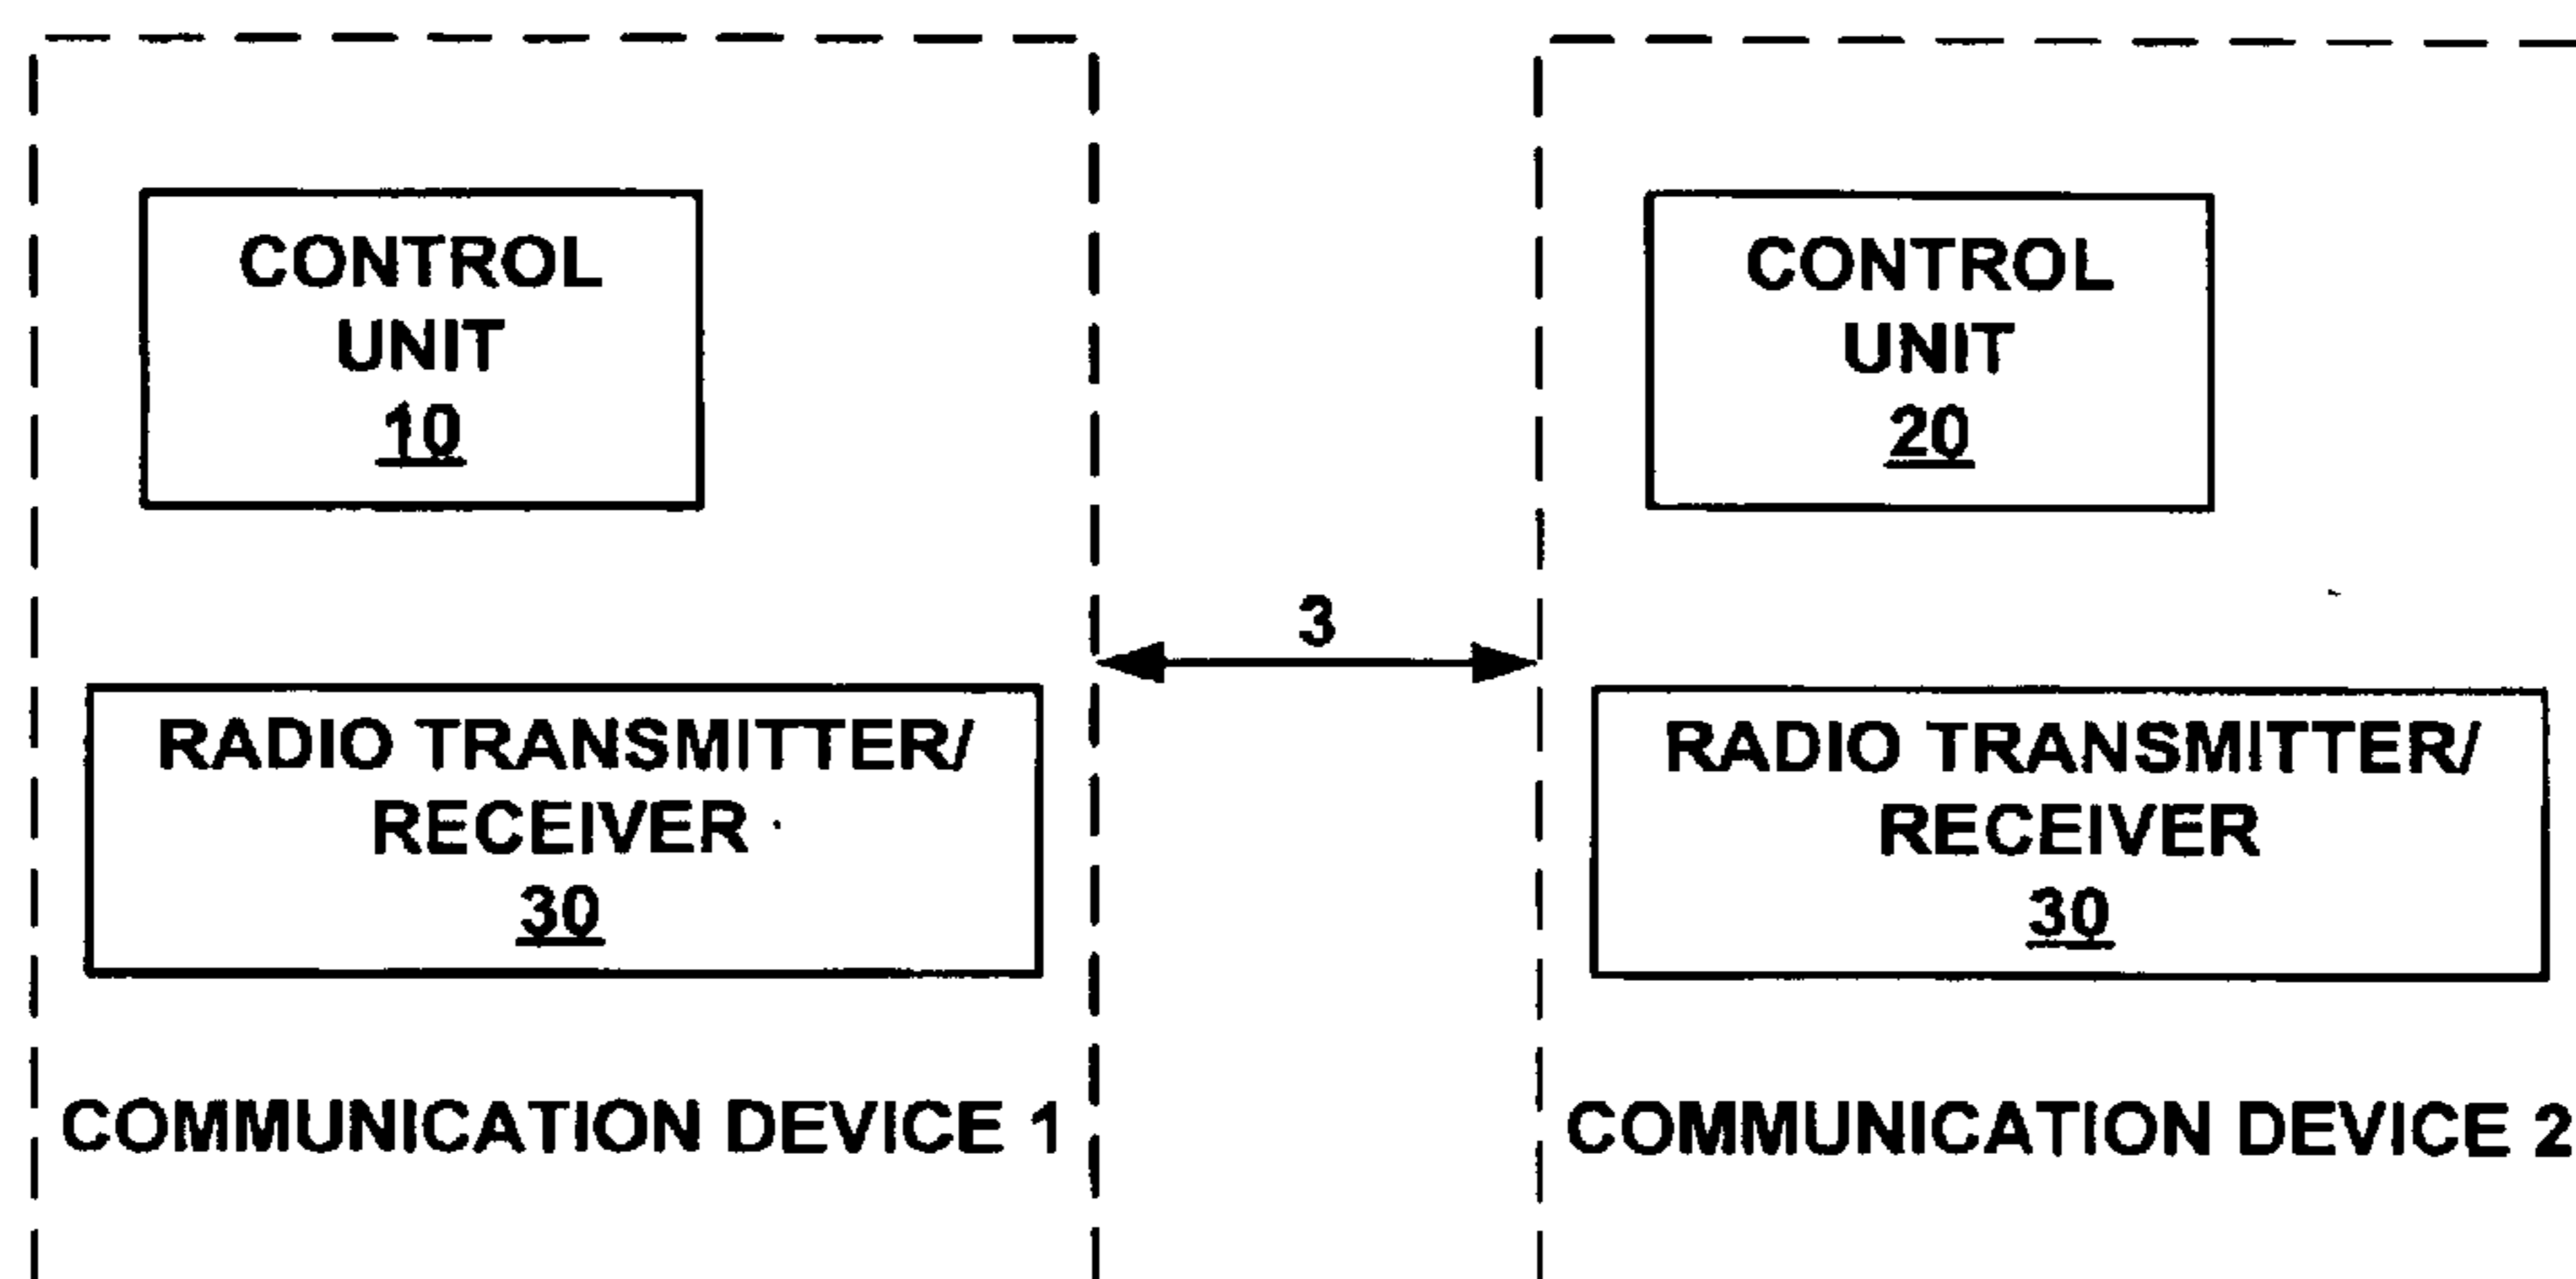 CONTROL
UNIT
10
CONTROL
UNIT
20
3
RADIO TRANSMITTER/
RECEIVER
30
RADIO TRANSMITTER/
RECEIVER
30
COMMUNICATION DEVICE 1
COMMUNICATION DEVICE 2